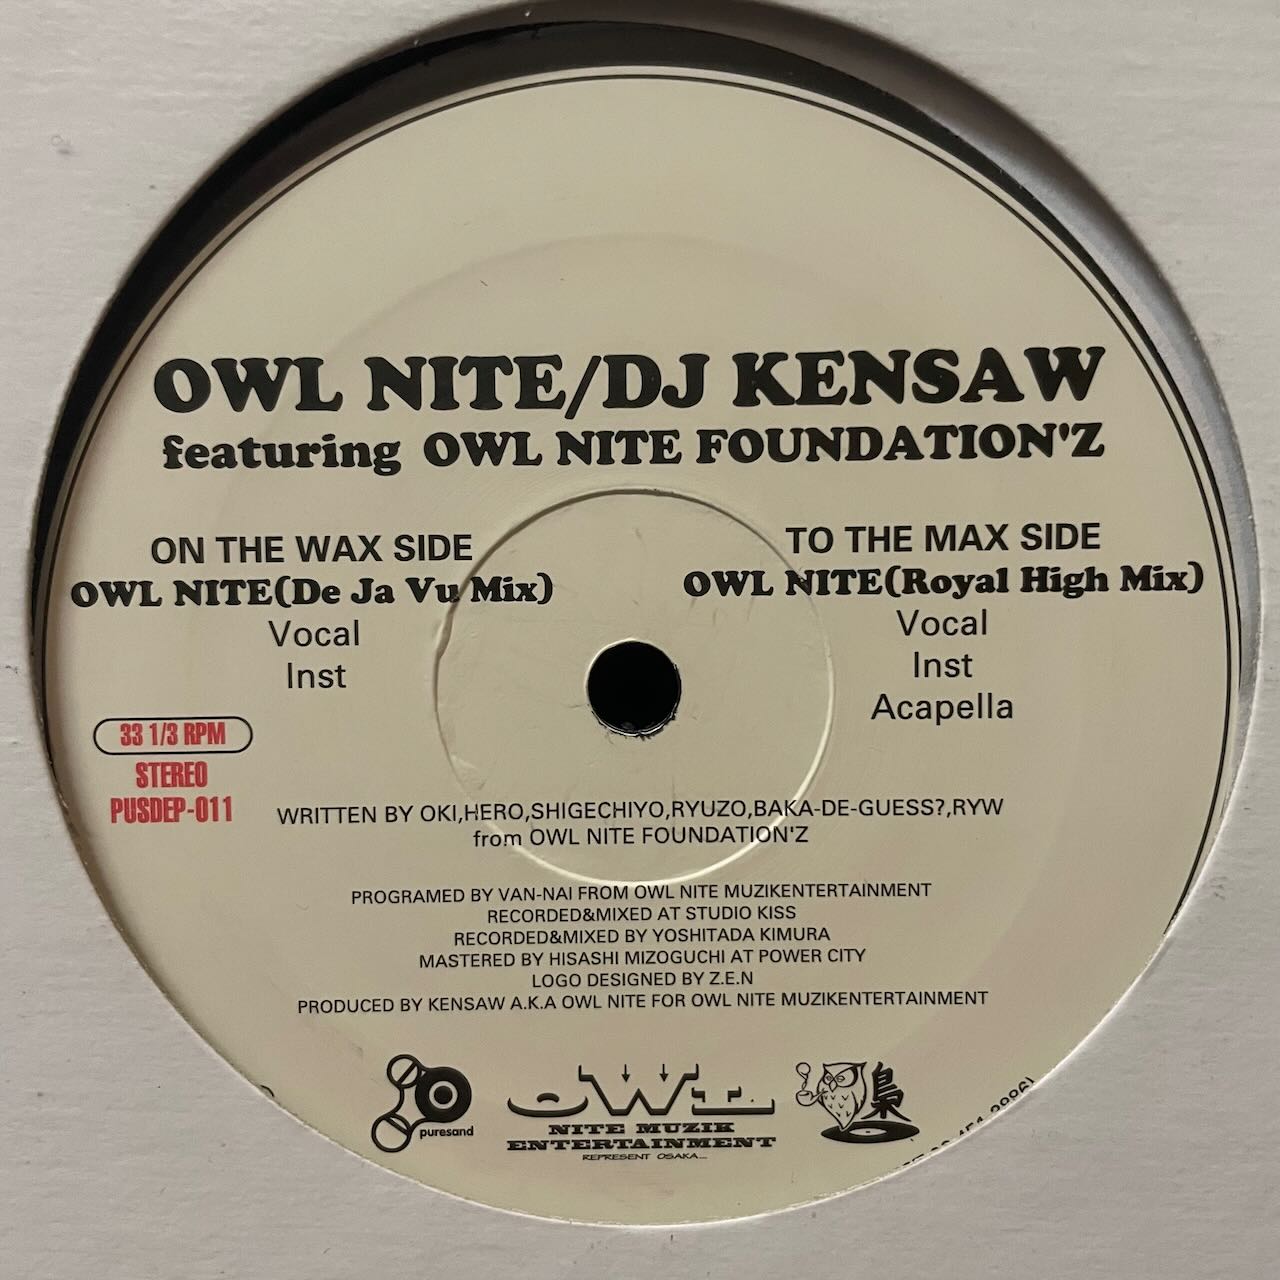 OWL NITE/DJ KENSAW
featuring OWL NITE FOUNDATION'Z
ON THE WAX SIDE
OWL NITE(De Ja Vu Mix)
Vocal
Inst
TO THE MAX SIDE
OWL NITE(Royal High Mix)
Vocal
Inst
Acapella
33 1/3 RPM
STEREO
PUSDEP-011
WRITTEN BY OKI,HERO,SHIGECHIYO,RYUZO,BAKA-DE-GUESS?,RYW
from OWL NITE FOUNDATION'Z
PROGRAMED BY VAN-NAI FROM OWL NITE MUZIKENTERTAINMENT
RECORDED&MIXED AT STUDIO KISS
RECORDED&MIXED BY YOSHITADA KIMURA
MASTERED BY HISASHI MIZOGUCHI AT POWER CITY
LOGO DESIGNED BY Z.E.N
PRODUCED BY KENSAW A.K.A OWL NITE FOR OWL NITE MUZIKENTERTAINMENT
puresand
OWL
NITE MUZIK
ENTERTAINMENT
REPRESENT OSAKA...
梟